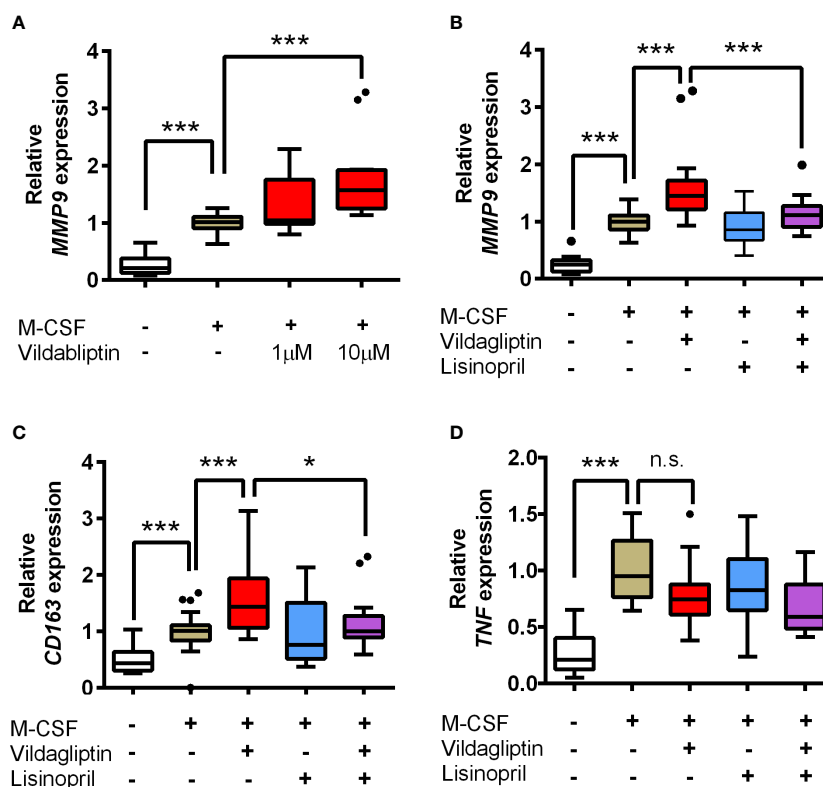 A
***
***
4
3
2
1
0
Relative
MMP9 expression
M-CSF - + + +
Vildabliptin - - 1μM 10μM
B
***
***
***
4
3
2
1
0
Relative
MMP9 expression
M-CSF - + + + +
Vildagliptin - - + - +
Lisinopril - - - + +
C
***
***
*
4
3
2
1
0
Relative
CD163 expression
M-CSF - + + + +
Vildagliptin - - + - +
Lisinopril - - - + +
D
***
n.s.
2.0
1.5
1.0
0.5
0.0
Relative
TNF expression
M-CSF - + + + +
Vildagliptin - - + - +
Lisinopril - - - + +